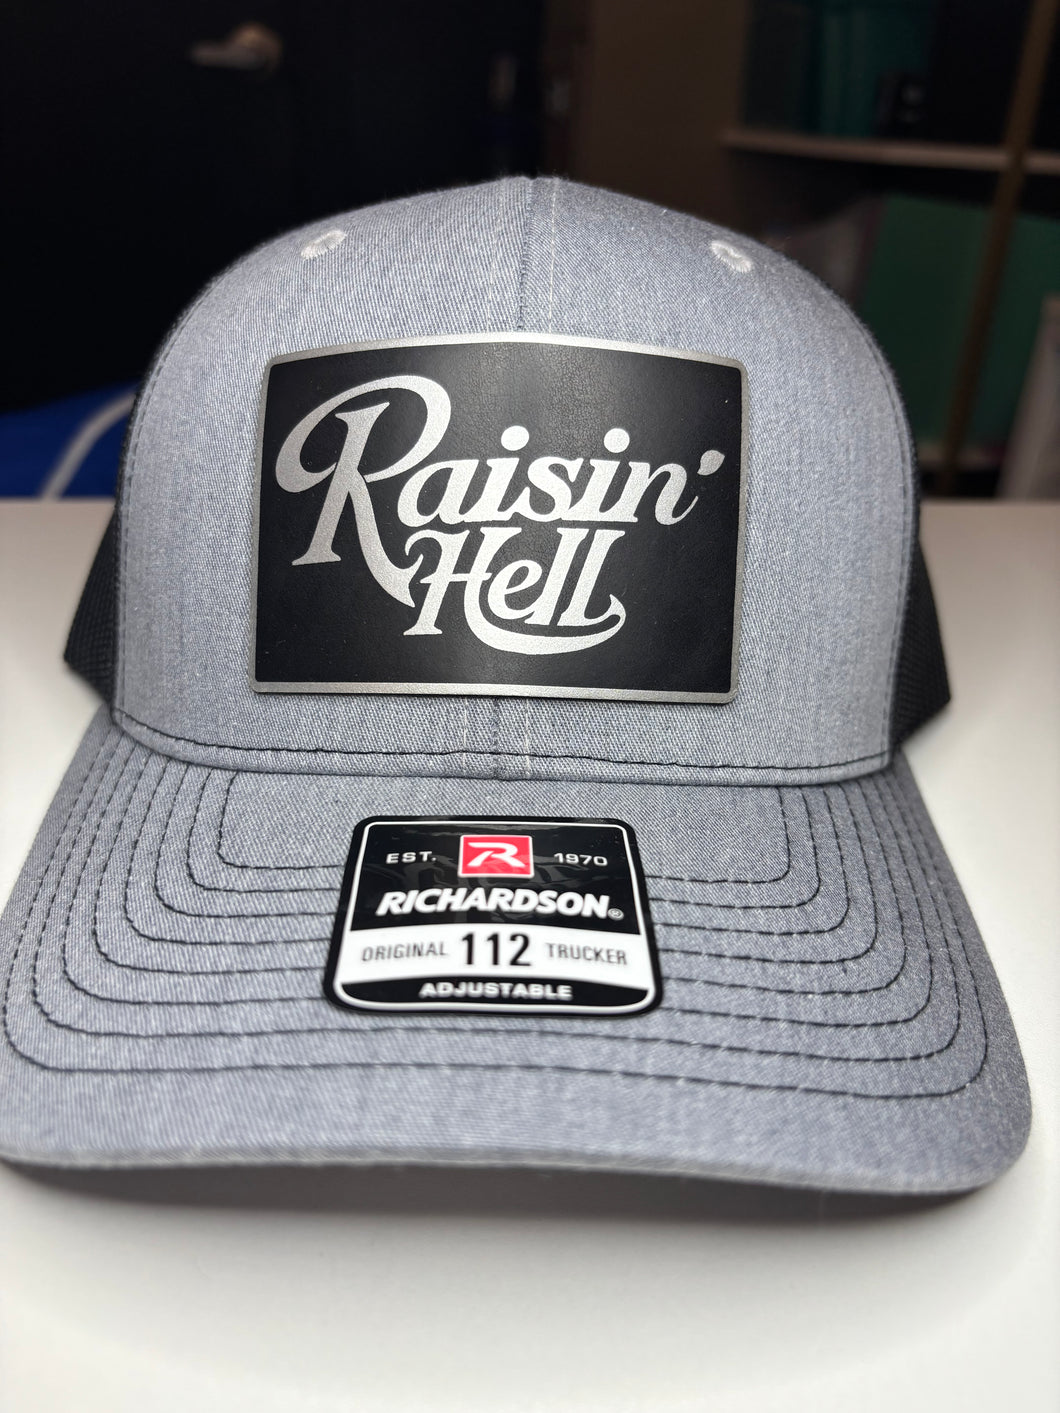 Raisin'
Hell
EST. R 1970
RICHARDSON®
ORIGINAL 112 TRUCKER
ADJUSTABLE